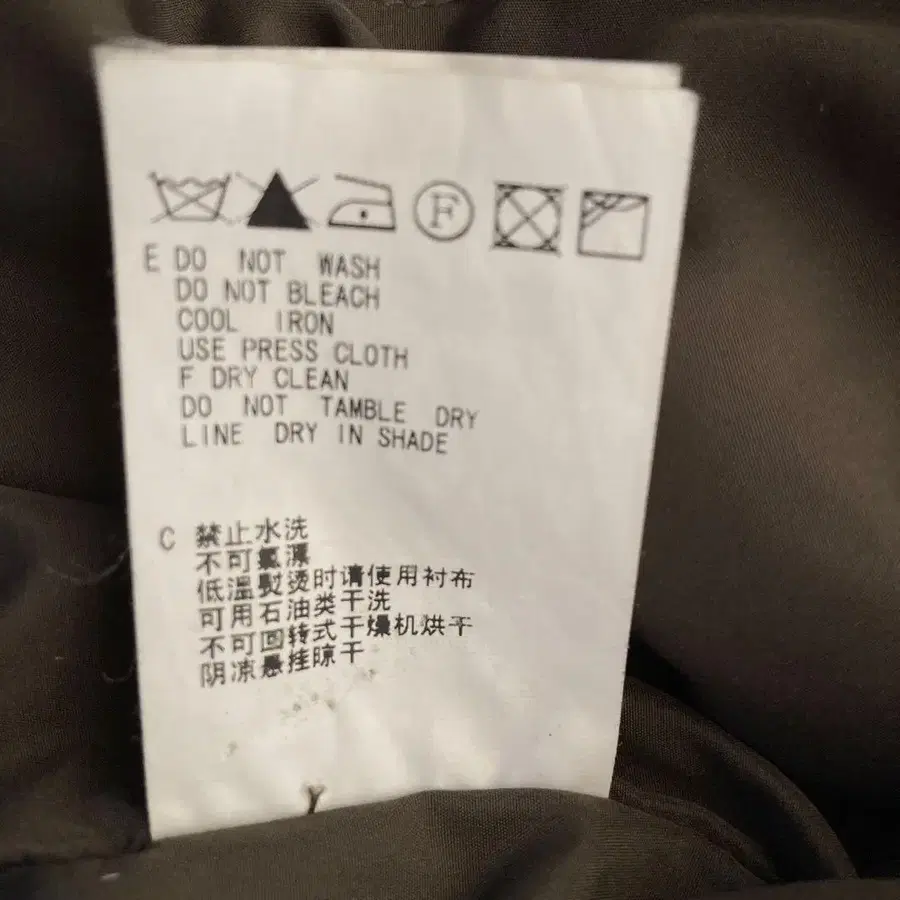 F
E DO NOT WASH
DO NOT BLEACH
COOL IRON
USE PRESS CLOTH
F DRY CLEAN
DO NOT TAMBLE DRY
LINE DRY IN SHADE
C 禁止水洗
不可氯漂
低温熨烫时请使用衬布
可用石油类干洗
不可回转式干燥机烘干
阴凉悬挂晾干